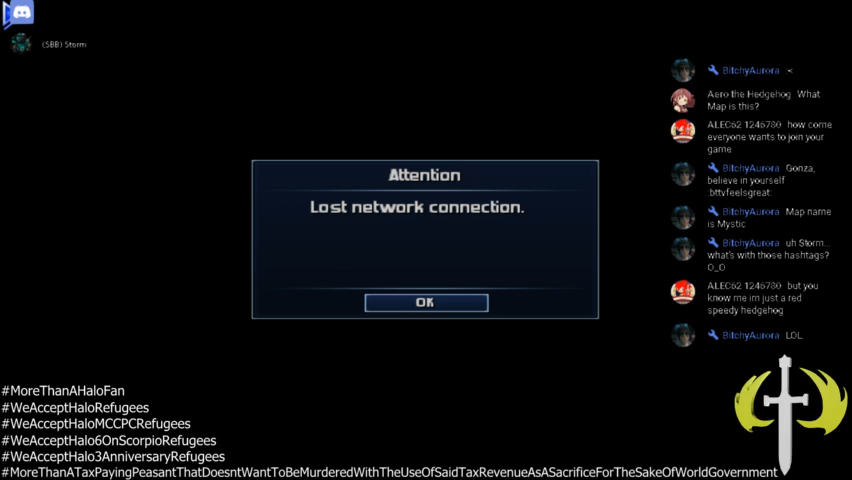 (SBB) Storm
BitchyAurora <
Aero the Hedgehog What
Map is this?
ALEC62 1246780 how come
everyone wants to join your
game
BitchyAurora Gonza,
believe in yourself
:bttvfeelsgreat:
BitchyAurora Map name
is Mystic
BitchyAurora uh Storm...
what's with those hashtags?
O_O
ALEC62 1246780 but you
know me im just a red
speedy hedgehog
BitchyAurora LOL
Attention
Lost network connection.
OK
#MoreThanAHaloFan
#WeAcceptHaloRefugees
#WeAcceptHaloMCCPCRefugees
#WeAcceptHalo6OnScorpioRefugees
#WeAcceptHalo3AnniversaryRefugees
#MoreThanATaxPayingPeasantThatDoesntWantToBeMurderedWithTheUseOfSaidTaxRevenueAsASacrificeForTheSakeOfWorldGovernment